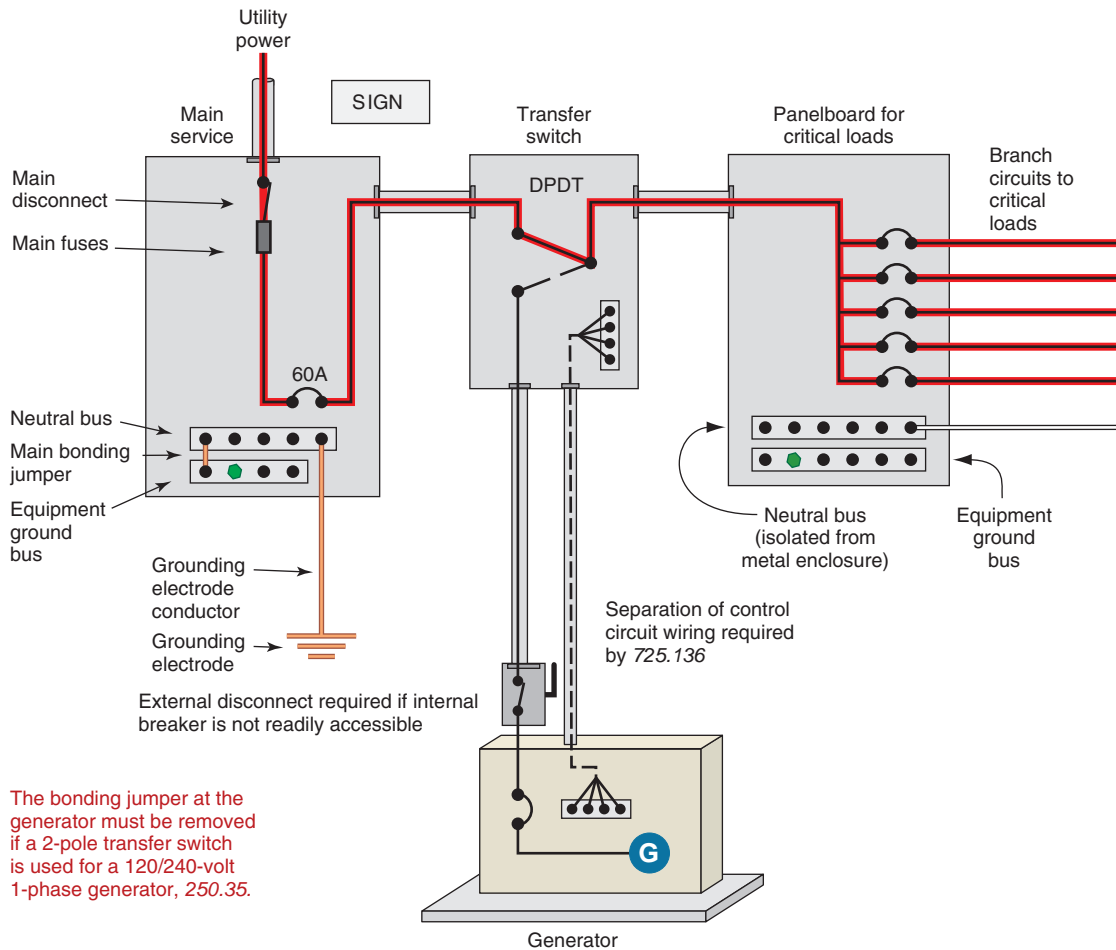 Utility
power
SIGN
Main
service
Transfer
switch
Panelboard for
critical loads
Main
disconnect
DPDT
Branch
circuits to
critical
loads
Main fuses
60A
Neutral bus
Main bonding
jumper
Equipment
ground
bus
Neutral bus
(isolated from
metal enclosure)
Equipment
ground
bus
Grounding
electrode
conductor
Grounding
electrode
Separation of control
circuit wiring required
by 725.136
External disconnect required if internal
breaker is not readily accessible
The bonding jumper at the
generator must be removed
if a 2-pole transfer switch
is used for a 120/240-volt
1-phase generator, 250.35.
G
Generator